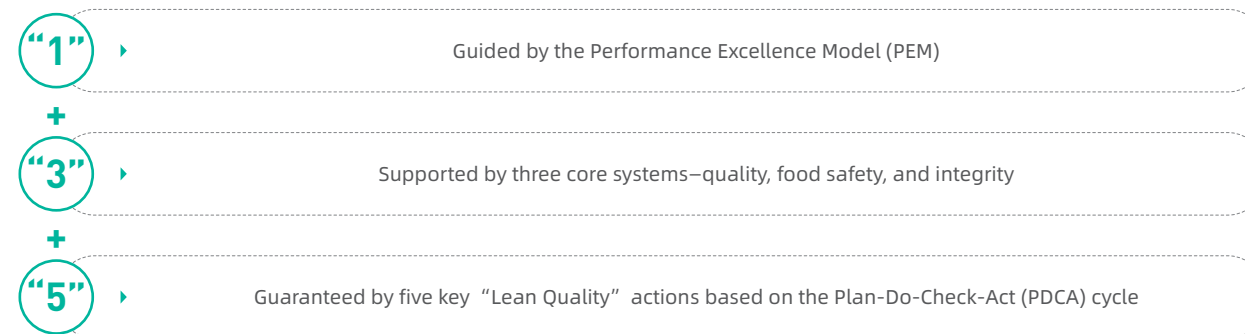 “1”
Guided by the Performance Excellence Model (PEM)
+
“3”
Supported by three core systems—quality, food safety, and integrity
+
“5”
Guaranteed by five key “Lean Quality” actions based on the Plan-Do-Check-Act (PDCA) cycle